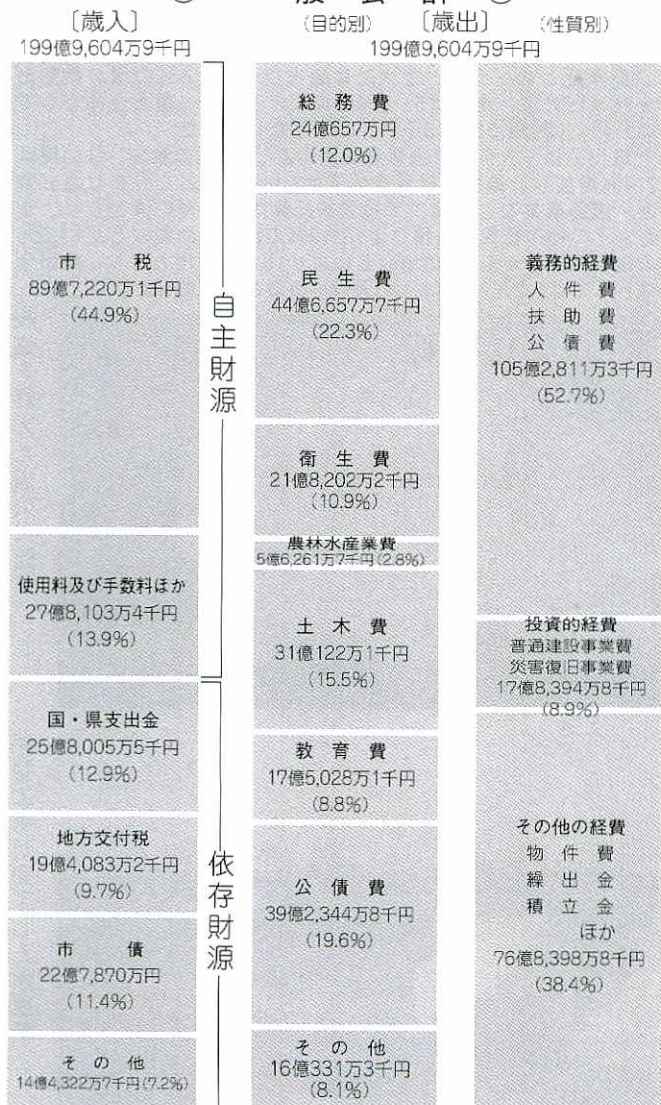 般会計
〔歳入〕
199億9,604万9千円
市税
89億7,220万1千円
(44.9%)
使用料及び手数料ほか
27億8,103万4千円
(13.9%)
自主財源
国・県支出金
25億8,005万5千円
(12.9%)
地方交付税
19億4,083万2千円
(9.7%)
市債
22億7,870万円
(11.4%)
その他
14億4,322万7千円(7.2%)
依存財源
(目的別) 〔歳出〕 (性質別)
199億9,604万9千円
総務費
24億657万円
(12.0%)
民生費
44億6,657万7千円
(22.3%)
衛生費
21億8,202万2千円
(10.9%)
農林水産業費
5億6,261万7千円(2.8%)
土木費
31億122万1千円
(15.5%)
教育費
17億5,028万1千円
(8.8%)
公債費
39億2,344万8千円
(19.6%)
その他
16億331万3千円
(8.1%)
義務的経費
人件費
扶助費
公債費
105億2,811万3千円
(52.7%)
投資的経費
普通建設事業費
災害復旧事業費
17億8,394万8千円
(8.9%)
その他の経費
物件費
繰出金
積立金
ほか
76億8,398万8千円
(38.4%)